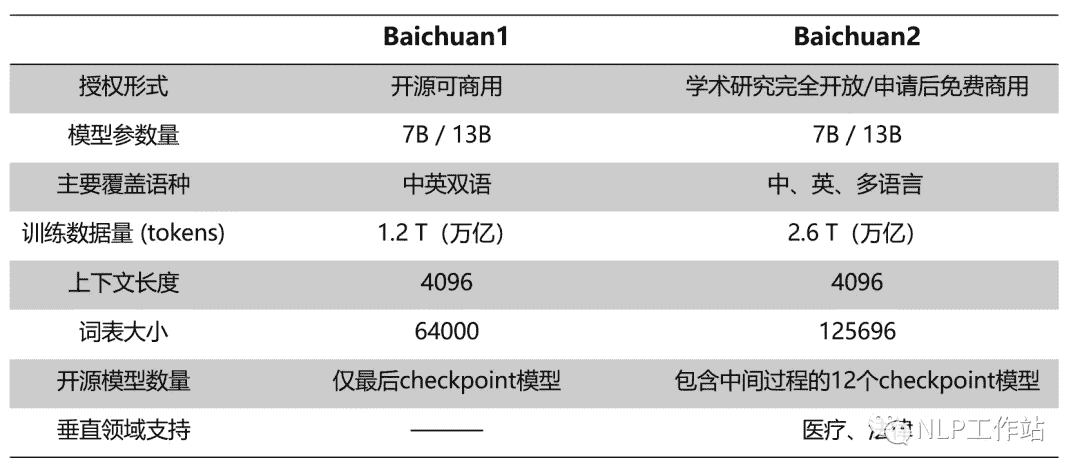 Baichuan1 Baichuan2
授权形式 开源可商用 学术研究完全开放/申请后免费商用
模型参数量 7B / 13B 7B / 13B
主要覆盖语种 中英双语 中、英、多语言
训练数据量 (tokens) 1.2 T（万亿） 2.6 T（万亿）
上下文长度 4096 4096
词表大小 64000 125696
开源模型数量 仅最后checkpoint模型 包含中间过程的12个checkpoint模型
垂直领域支持 —— 医疗、法律
NLP工作站